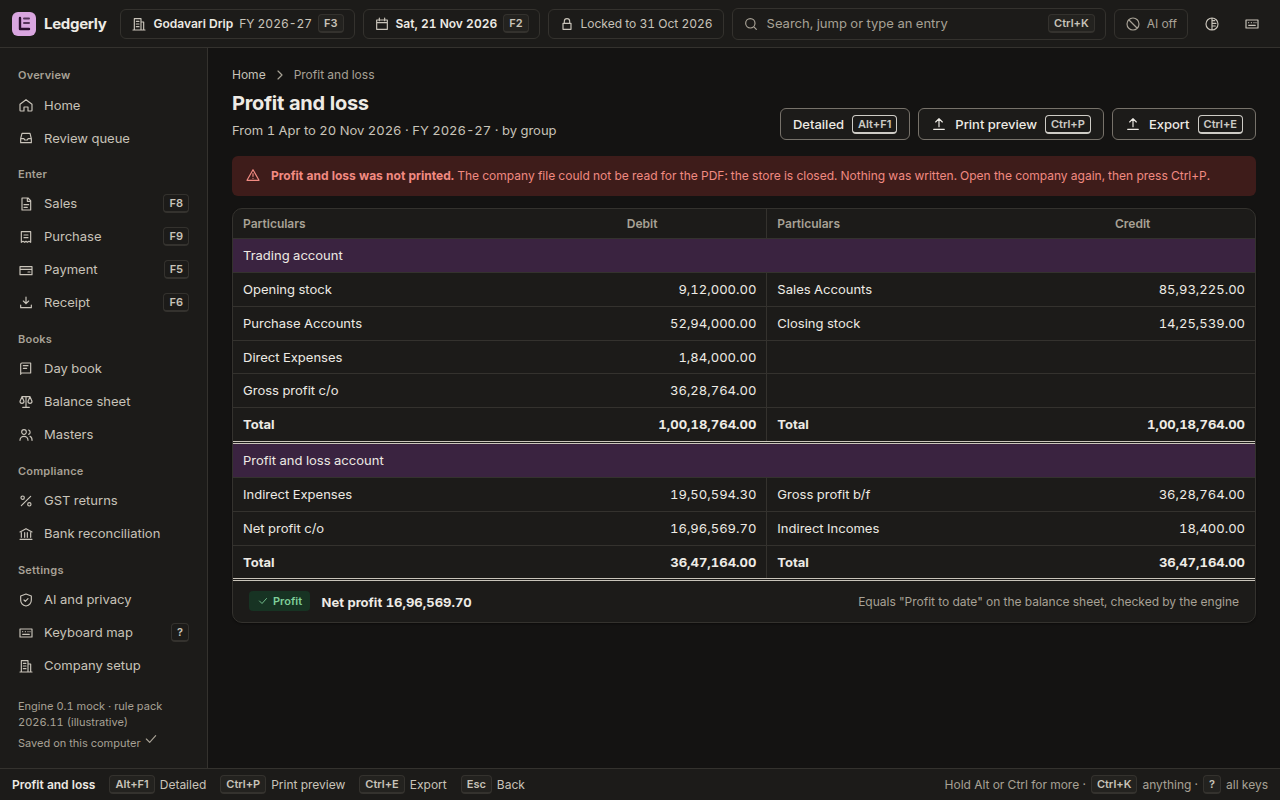 Ledgerly
Godavari Drip FY 2026-27 F3
Sat, 21 Nov 2026 F2
Locked to 31 Oct 2026
Search, jump or type an entry Ctrl+K
AI off
Overview
Home
Review queue
Enter
Sales F8
Purchase F9
Payment F5
Receipt F6
Books
Day book
Balance sheet
Masters
Compliance
GST returns
Bank reconciliation
Settings
AI and privacy
Keyboard map ?
Company setup
Engine 0.1 mock · rule pack
2026.11 (illustrative)
Saved on this computer
Home Profit and loss
Profit and loss
From 1 Apr to 20 Nov 2026 · FY 2026-27 · by group
Detailed Alt+F1
Print preview Ctrl+P
Export Ctrl+E
Profit and loss was not printed. The company file could not be read for the PDF: the store is closed. Nothing was written. Open the company again, then press Ctrl+P.
Particulars Debit Particulars Credit
Trading account
Opening stock 9,12,000.00 Sales Accounts 85,93,225.00
Purchase Accounts 52,94,000.00 Closing stock 14,25,539.00
Direct Expenses 1,84,000.00
Gross profit c/o 36,28,764.00
Total 1,00,18,764.00 Total 1,00,18,764.00
Profit and loss account
Indirect Expenses 19,50,594.30 Gross profit b/f 36,28,764.00
Net profit c/o 16,96,569.70 Indirect Incomes 18,400.00
Total 36,47,164.00 Total 36,47,164.00
Profit Net profit 16,96,569.70 Equals "Profit to date" on the balance sheet, checked by the engine
Profit and loss Alt+F1 Detailed Ctrl+P Print preview Ctrl+E Export Esc Back
Hold Alt or Ctrl for more · Ctrl+K anything · ? all keys